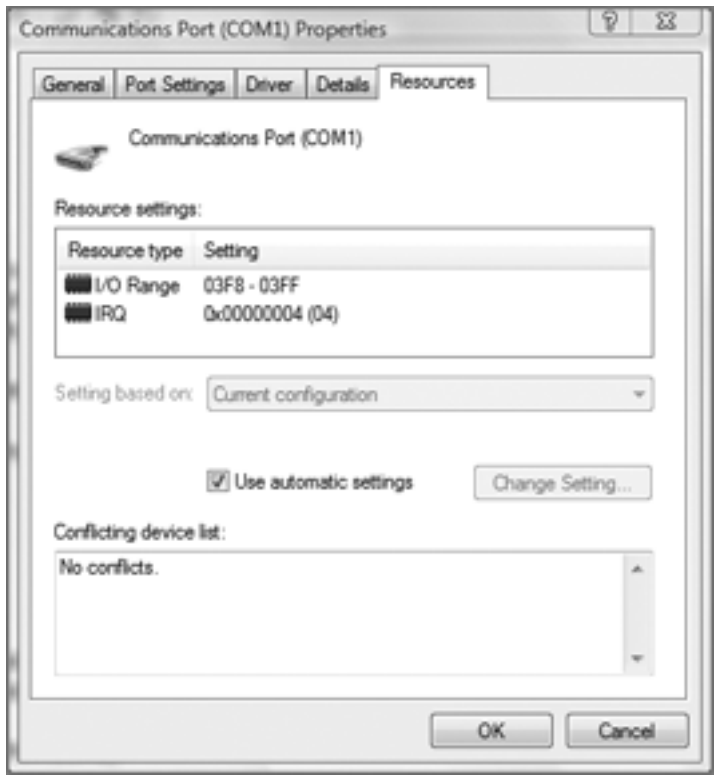 Communications Port (COM1) Properties
General Port Settings Driver Details Resources
Communications Port (COM1)
Resource settings:
Resource type Setting
I/O Range 03F8 - 03FF
IRQ 0x00000004 (04)
Setting based on: Current configuration
Use automatic settings Change Setting...
Conflicting device list:
No conflicts.
OK Cancel